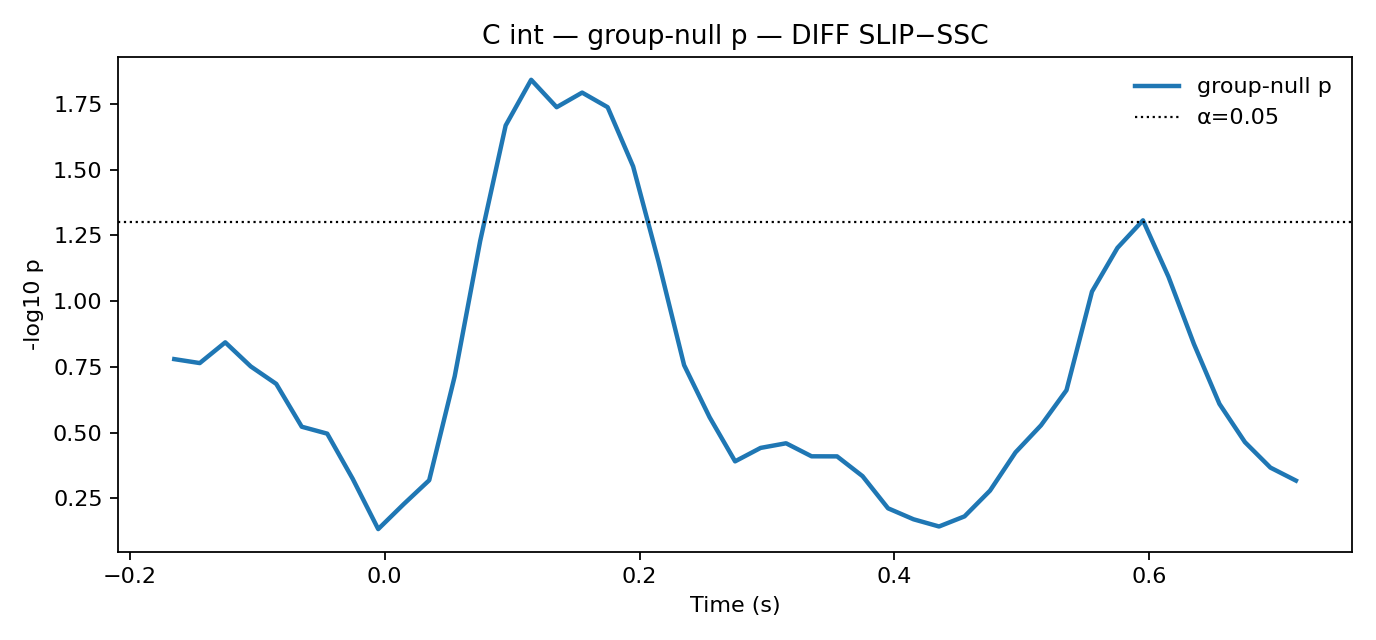 C int — group-null p — DIFF SLIP−SSC
group-null p
α=0.05
-log10 p
1.75
1.50
1.25
1.00
0.75
0.50
0.25
−0.2
0.0
0.2
0.4
0.6
Time (s)